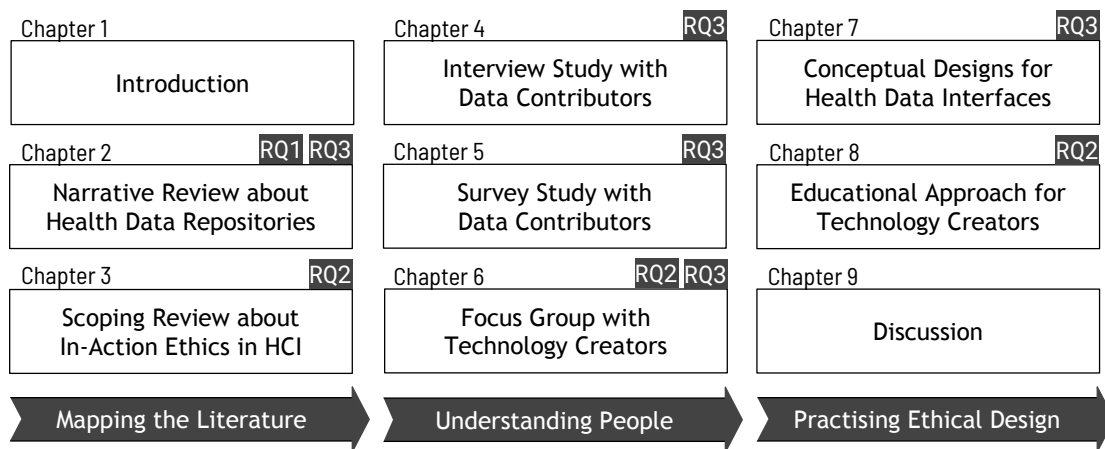 Chapter 1
Introduction
Chapter 2 RQ1 RQ3
Narrative Review about
Health Data Repositories
Chapter 3 RQ2
Scoping Review about
In-Action Ethics in HCI
Mapping the Literature
Chapter 4 RQ3
Interview Study with
Data Contributors
Chapter 5 RQ3
Survey Study with
Data Contributors
Chapter 6 RQ2 RQ3
Focus Group with
Technology Creators
Understanding People
Chapter 7 RQ3
Conceptual Designs for
Health Data Interfaces
Chapter 8 RQ2
Educational Approach for
Technology Creators
Chapter 9
Discussion
Practising Ethical Design